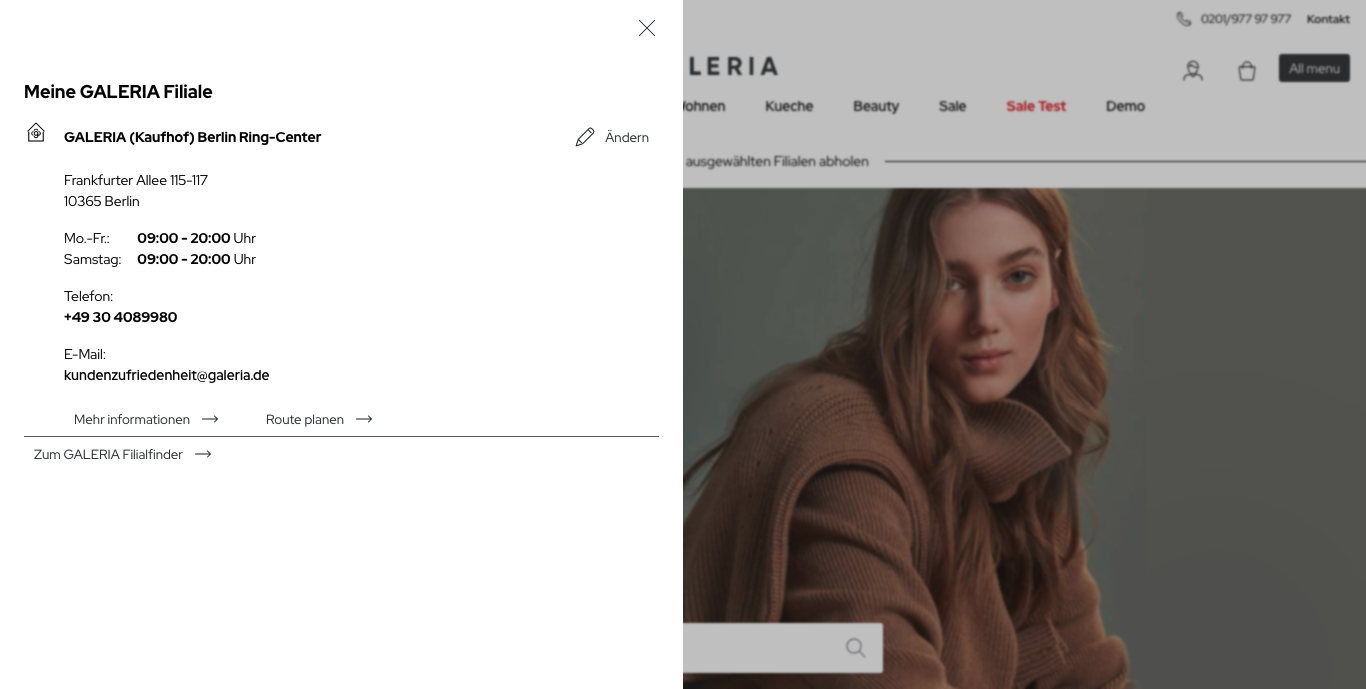 Meine GALERIA Filiale
GALERIA (Kaufhof) Berlin Ring-Center
Ändern
Frankfurter Allee 115-117
10365 Berlin
Mo.-Fr.: 09:00 - 20:00 Uhr
Samstag: 09:00 - 20:00 Uhr
Telefon:
+49 30 4089980
E-Mail:
kundenzufriedenheit@galeria.de
Mehr informationen
Route planen
Zum GALERIA Filialfinder
0201/977 97 977 Kontakt
LERIA
All menu
Kueche Beauty Sale Sale Test Demo
ausgewählten Filialen abholen